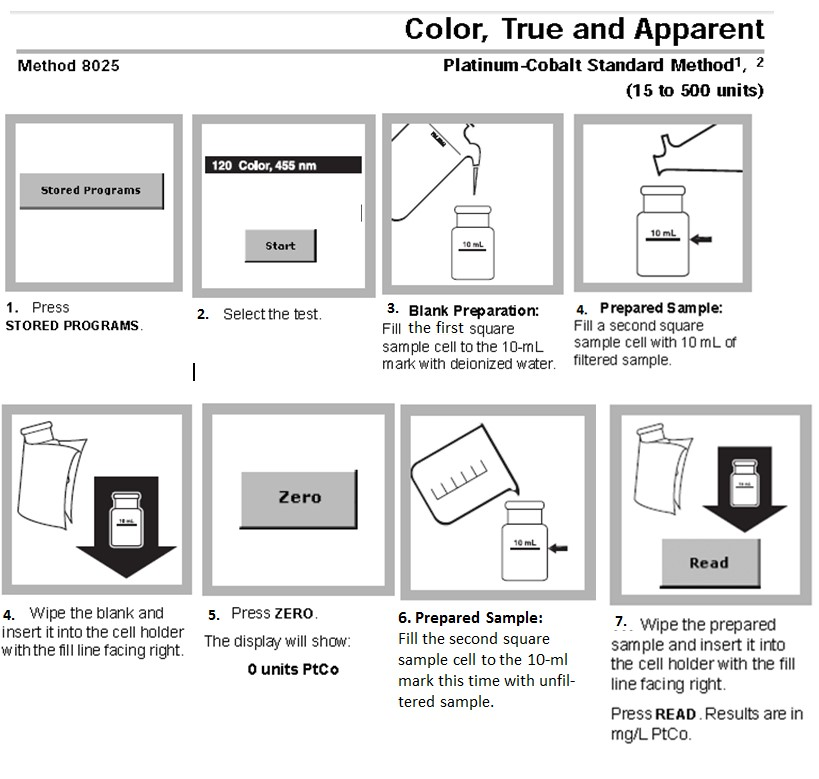 Color, True and Apparent
Method 8025
Platinum-Cobalt Standard Method¹, ²
(15 to 500 units)
Stored Programs
1. Press
STORED PROGRAMS.
120 Color, 455 nm
Start
2. Select the test.
10 mL
3. Blank Preparation:
Fill the first square
sample cell to the 10-mL
mark with deionized water.
10 mL
4. Prepared Sample:
Fill a second square
sample cell with 10 mL of
filtered sample.
10 mL
4. Wipe the blank and
insert it into the cell holder
with the fill line facing right.
Zero
5. Press ZERO.
The display will show:
0 units PtCo
10 mL
6. Prepared Sample:
Fill the second square
sample cell to the 10-ml
mark this time with unfil-
tered sample.
10 mL
Read
7. Wipe the prepared
sample and insert it into
the cell holder with the fill
line facing right.
Press READ. Results are in
mg/L PtCo.